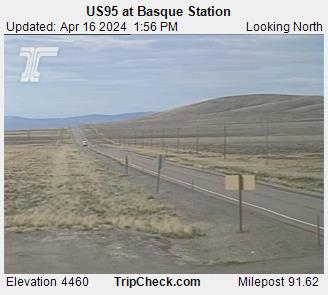 US95 at Basque Station
Updated: Apr 16 2024 1:56 PM Looking North
Elevation 4460 TripCheck.com Milepost 91.62